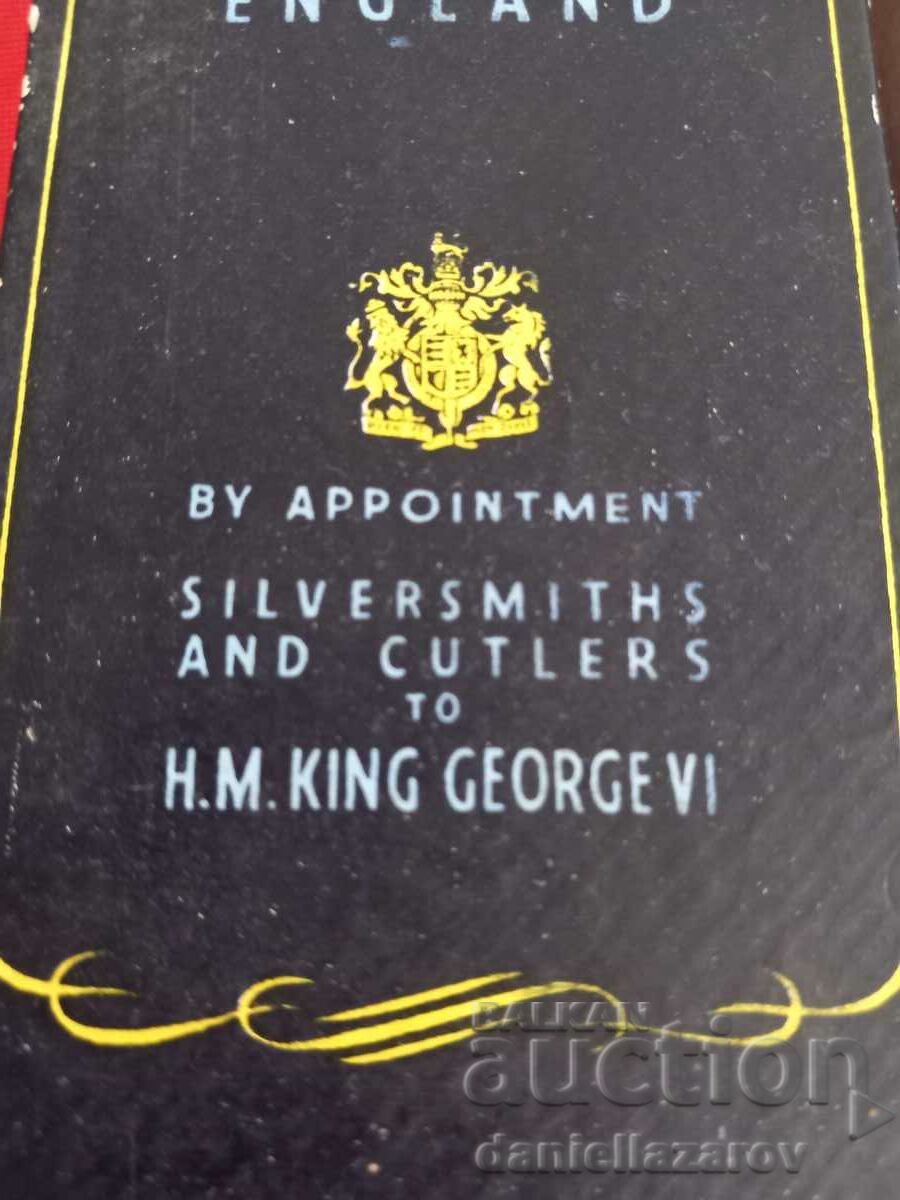 ENGLAND
BY APPOINTMENT
SILVERSMITHS
AND CUTLERS
TO
H.M. KING GEORGE VI
BALKAN
auction
daniellazarov